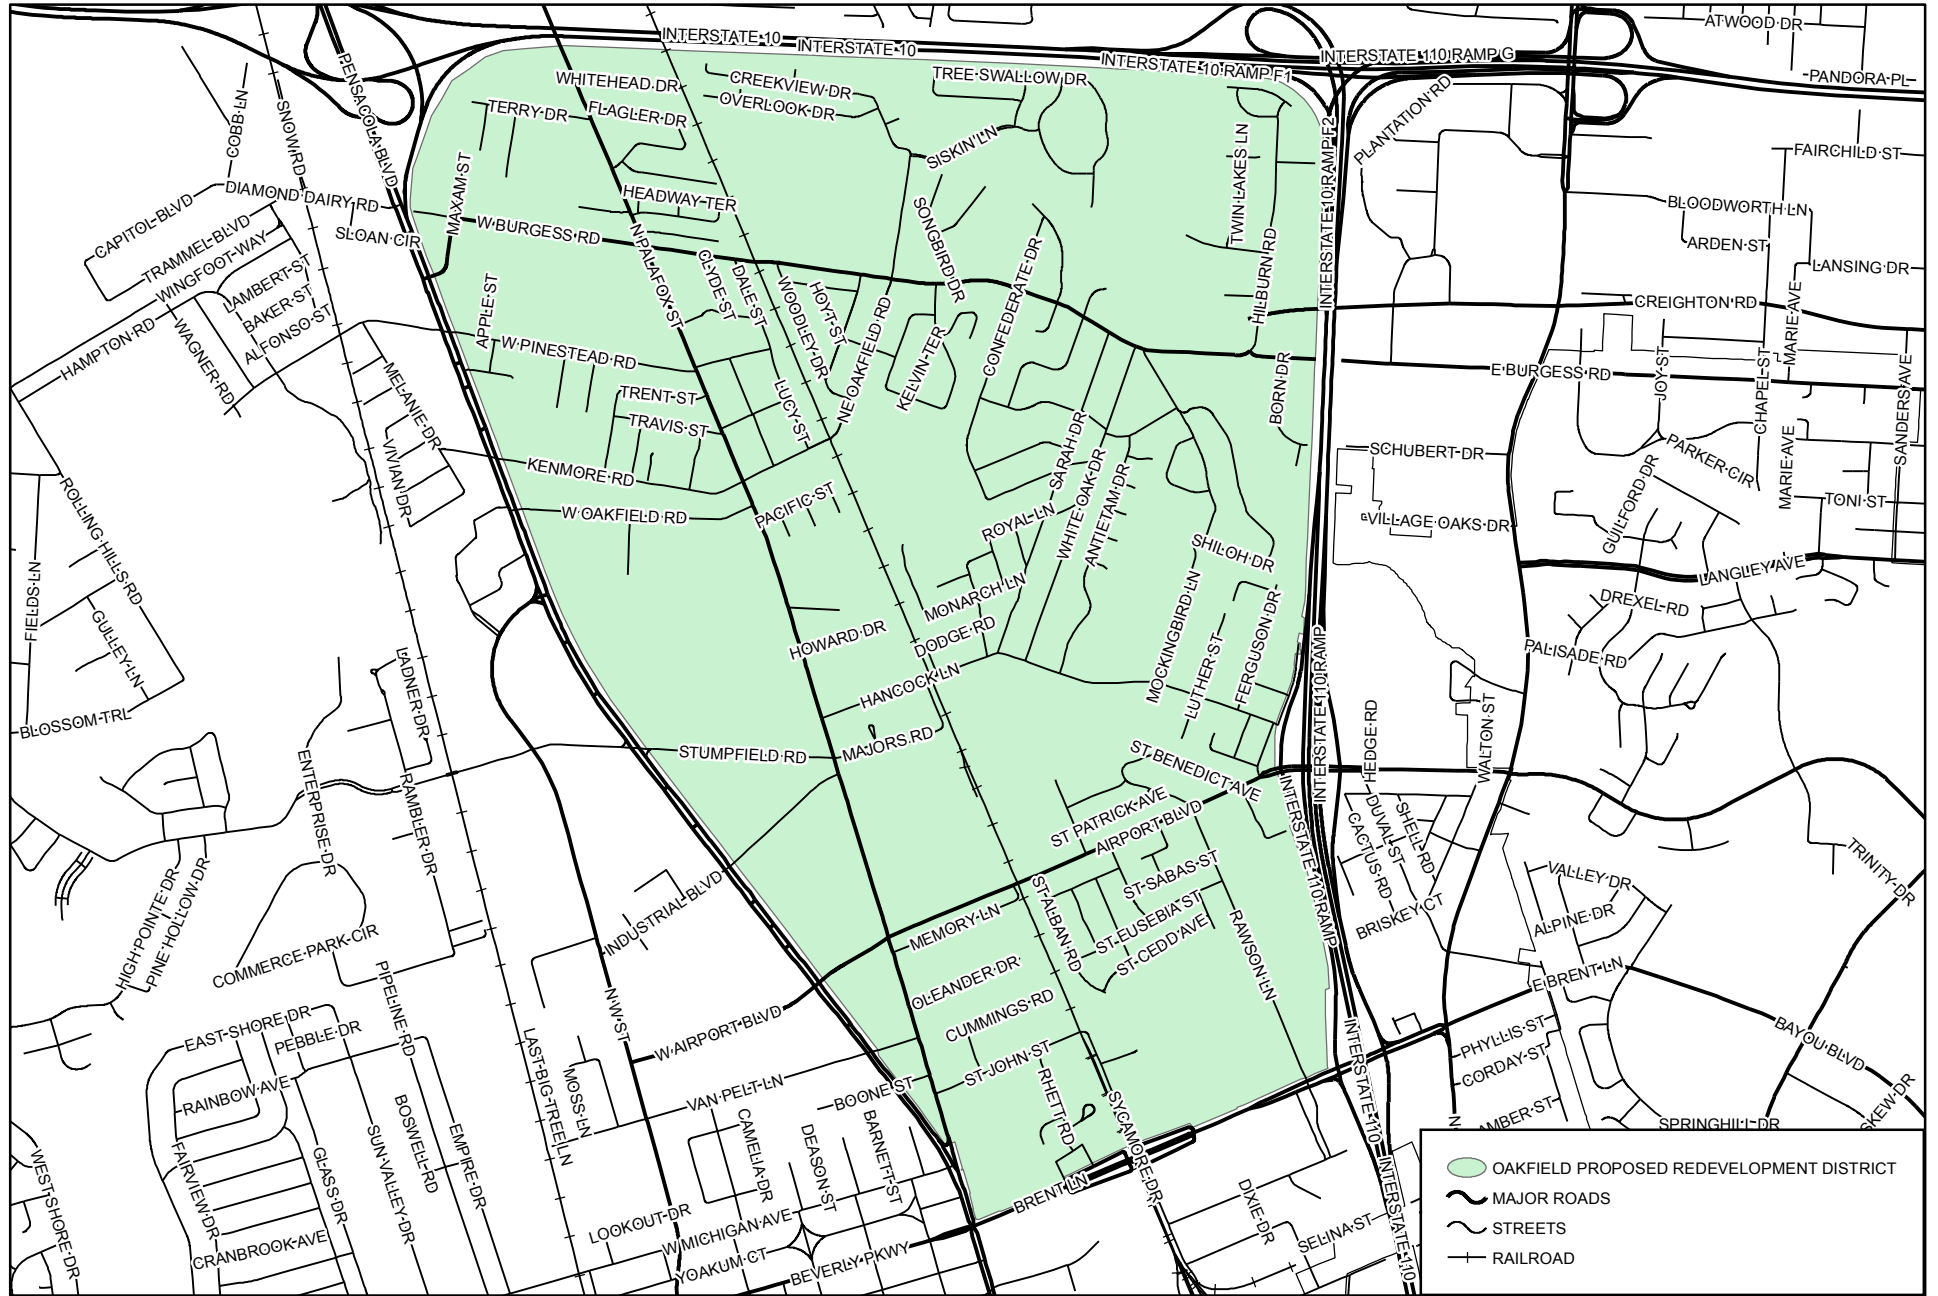 INTERSTATE 10
INTERSTATE 10
INTERSTATE 10 RAMP F1
INTERSTATE 110 RAMP G
ATWOOD DR
PANDORA PL
PENSACOLA BLVD
SNOW RD
COBB LN
WHITEHEAD DR
CREEKVIEW DR
OVERLOOK DR
TREE SWALLOW DR
TERRY DR
FLAGLER DR
PLANTATION RD
INTERSTATE 10 RAMP F2
TWIN LAKES LN
SISKIN LN
FAIRCHILD ST
DIAMOND DAIRY RD
CAPITOL BLVD
TRAMMEL BLVD
WINGFOOT WAY
SLOAN CIR
MAXAM ST
HEADWAY TER
W BURGESS RD
N PALAFOX ST
SONGBIRD DR
CONFEDERATE DR
HILBURN RD
BLOODWORTH LN
ARDEN ST
LANSING DR
LAMBERT ST
BAKER ST
ALFONSO ST
HAMPTON RD
WAGNER RD
APPLE ST
CLYDE ST
DALE ST
WOODLEY DR
HOYT ST
NE OAKFIELD RD
KELVIN TER
CREIGHTON RD
MARIE AVE
W PINESTEAD RD
MELANIE DR
TRENT ST
TRAVIS ST
LUCY ST
BORN DR
E BURGESS RD
JOY ST
CHAPEL ST
SANDERS AVE
VIVIAN DR
KENMORE RD
W OAKFIELD RD
PACIFIC ST
SARAH DR
WHITE OAK DR
ANTIETAM DR
ROYAL LN
SCHUBERT DR
PARKER CIR
MARIE AVE
TONI ST
GUILFORD DR
VILLAGE OAKS DR
ROLLING HILLS RD
FIELDS LN
GULLEY LN
MONARCH LN
DODGE RD
SHILOH DR
MOCKINGBIRD LN
LANGLEY AVE
DREXEL RD
PALISADE RD
HOWARD DR
HANCOCK LN
LUTHER ST
FERGUSON DR
INTERSTATE 110 RAMP
BLOSSOM TRL
LADNER DR
STUMPFIELD RD
MAJORS RD
ST BENEDICT AVE
HEDGE RD
WALTON ST
ENTERPRISE DR
RAMBLER DR
ST PATRICK AVE
AIRPORT BLVD
INTERSTATE 110 RAMP
DUVAL ST
SHELL RD
CACTUS RD
TRINITY DR
HIGH POINTE DR
PINE HOLLOW DR
INDUSTRIAL BLVD
ST SABAS ST
ST ALBAN RD
ST EUSEBIA ST
ST CEDD AVE
RAWSON LN
BRISKEY CT
VALLEY DR
ALPINE DR
COMMERCE PARK CIR
MEMORY LN
OLEANDER DR
CUMMINGS RD
E BRENT LN
PIPELINE RD
N W ST
W AIRPORT BLVD
EAST SHORE DR
PEBBLE DR
RAINBOW AVE
LAST BIG TREE LN
MOSS LN
VAN PELT LN
BOONE ST
ST JOHN ST
RHETT RD
SYCAMORE DR
INTERSTATE 110
PHYLLIS ST
CORDAY ST
BAYOU BLVD
WEST SHORE DR
FAIRVIEW DR
GLASS DR
SUN VALLEY DR
BOSWELL RD
EMPIRE DR
CAMELIA DR
DEASON ST
BARNET ST
BRENT LN
DIXIE DR
SELINA ST
INTERSTATE 110
N
AMBER ST
SPRINGHILL DR
SKEW DR
CRANBROOK AVE
LOOKOUT DR
W MICHIGAN AVE
YOAKUM CT
BEVERLY PKWY
OAKFIELD PROPOSED REDEVELOPMENT DISTRICT
MAJOR ROADS
STREETS
RAILROAD